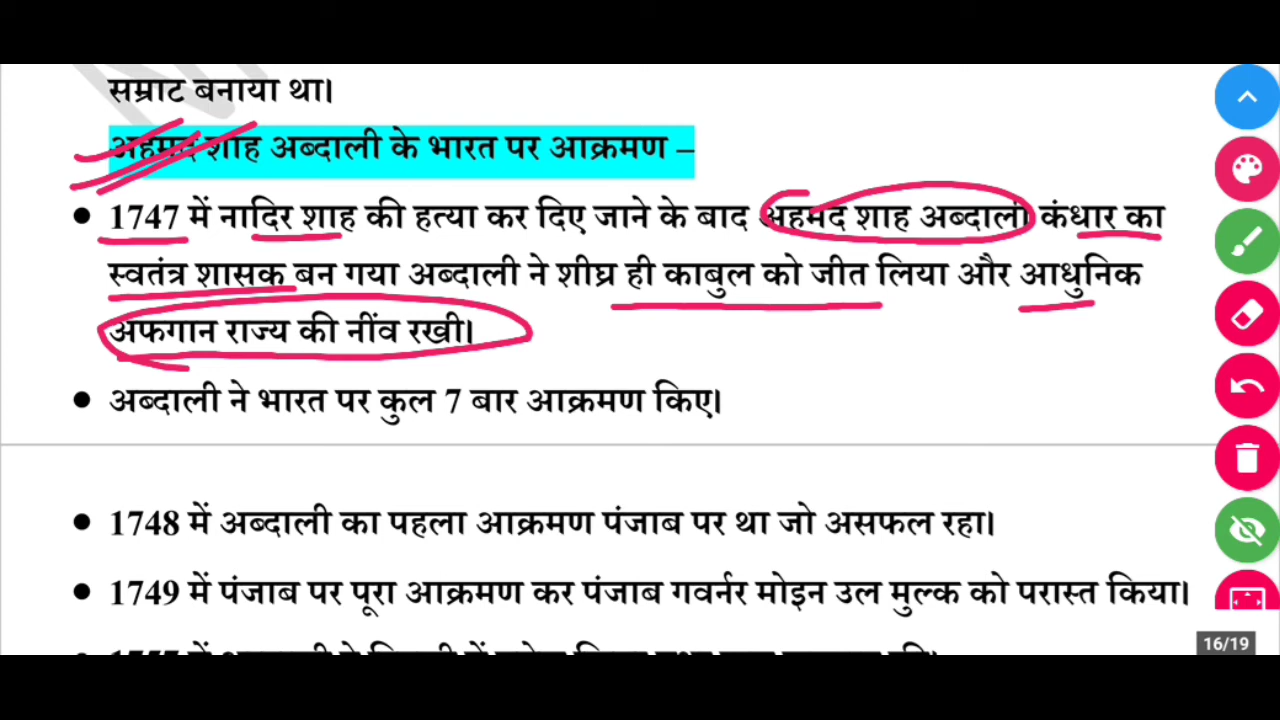 सम्राट बनाया था।
अहमद शाह अब्दाली के भारत पर आक्रमण –
• 1747 में नादिर शाह की हत्या कर दिए जाने के बाद अहमद शाह अब्दाली कंधार का
स्वतंत्र शासक बन गया अब्दाली ने शीघ्र ही काबुल को जीत लिया और आधुनिक
अफगान राज्य की नींव रखी।
• अब्दाली ने भारत पर कुल 7 बार आक्रमण किए।
• 1748 में अब्दाली का पहला आक्रमण पंजाब पर था जो असफल रहा।
• 1749 में पंजाब पर पूरा आक्रमण कर पंजाब गवर्नर मोइन उल मुल्क को परास्त किया।
16/19